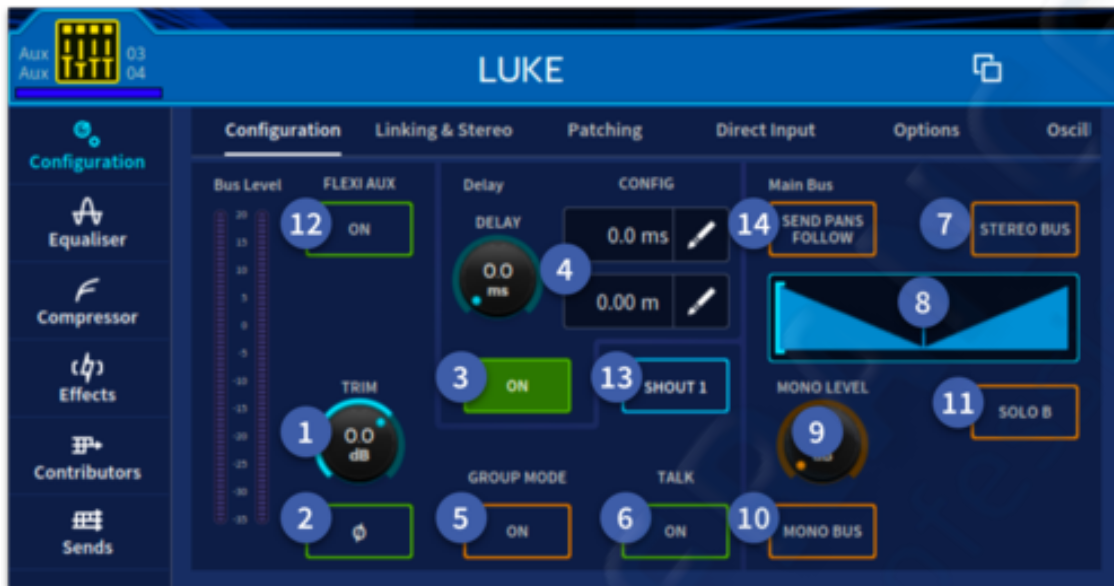 Aux 03
Aux 04
LUKE
Configuration
Equaliser
Compressor
Effects
Contributors
Sends
Configuration Linking & Stereo Patching Direct Input Options Oscill
Bus Level FLEXI AUX
20
15
10
5
0
-5
-10
-15
-20
-25
-30
-35
12 ON
TRIM
1 0.0
dB
2 ϕ
Delay CONFIG
DELAY
0.0
ms
4 0.0 ms
0.00 m
3 ON
13 SHOUT 1
GROUP MODE TALK
5 ON
6 ON
Main Bus
14 SEND PANS
FOLLOW
7 STEREO BUS
8
MONO LEVEL
9
11 SOLO B
10 MONO BUS